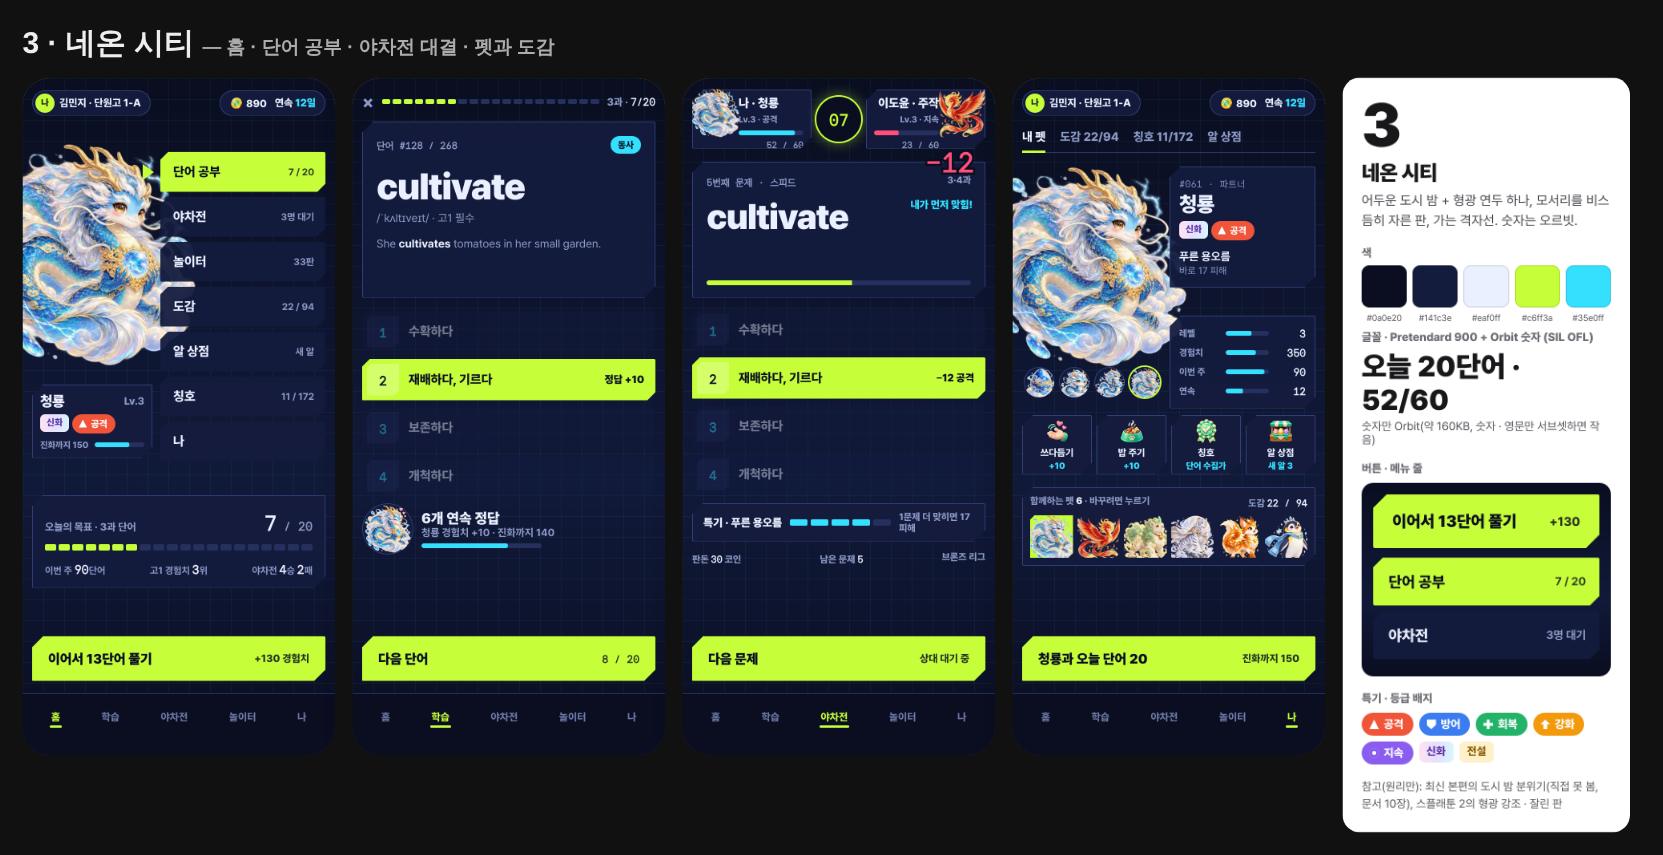 3 · 네온 시티 — 홈 · 단어 공부 · 야차전 대결 · 펫과 도감
나 김민지 · 단원고 1-A
890 연속 12일
단어 공부 7 / 20
야차전 3명 대기
놀이터 33판
도감 22 / 94
알 상점 새 알
칭호 11 / 172
나
청룡 Lv.3
신화 ▲ 공격
진화까지 150
오늘의 목표 · 3과 단어 7 / 20
이번 주 90단어 고1 경험치 3위 야차전 4승 2패
이어서 13단어 풀기 +130 경험치
홈 학습 야차전 놀이터 나
× 3과 · 7/20
단어 #128 / 268 동사
cultivate
/ˈkʌltɪveɪt/ · 고1 필수
She cultivates tomatoes in her small garden.
1 수확하다
2 재배하다, 기르다 정답 +10
3 보존하다
4 개척하다
6개 연속 정답
청룡 경험치 +10 · 진화까지 140
다음 단어 8 / 20
홈 학습 야차전 놀이터 나
나 · 청룡
Lv.3 · 공격
52 / 60
07
이도윤 · 주작
Lv.3 · 지속
23 / 60
−12
5번째 문제 · 스피드 3·4과
cultivate 내가 먼저 맞힘!
1 수확하다
2 재배하다, 기르다 −12 공격
3 보존하다
4 개척하다
특기 · 푸른 용오름 1문제 더 맞히면 17
피해
판돈 30 코인 남은 문제 5 브론즈 리그
다음 문제 상대 대기 중
홈 학습 야차전 놀이터 나
나 김민지 · 단원고 1-A
890 연속 12일
내 펫 도감 22/94 칭호 11/172 알 상점
#061 · 파트너
청룡
신화 ▲ 공격
푸른 용오름
바로 17 피해
레벨 3
경험치 350
이번 주 90
연속 12
쓰다듬기
+10
밥 주기
+10
칭호
단어 수집가
알 상점
새 알 3
함께하는 펫 6 · 바꾸려면 누르기 도감 22 / 94
청룡과 오늘 단어 20 진화까지 150
홈 학습 야차전 놀이터 나
3
네온 시티
어두운 도시 밤 + 형광 연두 하나, 모서리를 비스
듬히 자른 판, 가는 격자선. 숫자는 오르빗.
색
#0a0e20 #141c3e #eaf0ff #c6ff3a #35e0ff
글꼴 · Pretendard 900 + Orbit 숫자 (SIL OFL)
오늘 20단어 ·
52/60
숫자만 Orbit(약 160KB, 숫자 · 영문만 서브셋하면 작
음)
버튼 · 메뉴 줄
이어서 13단어 풀기 +130
단어 공부 7 / 20
야차전 3명 대기
특기 · 등급 배지
▲ 공격 방어 회복 강화
지속 신화 전설
참고(원리만): 최신 본편의 도시 밤 분위기(직접 못 봄,
문서 10장), 스플래툰 2의 형광 강조 · 잘린 판